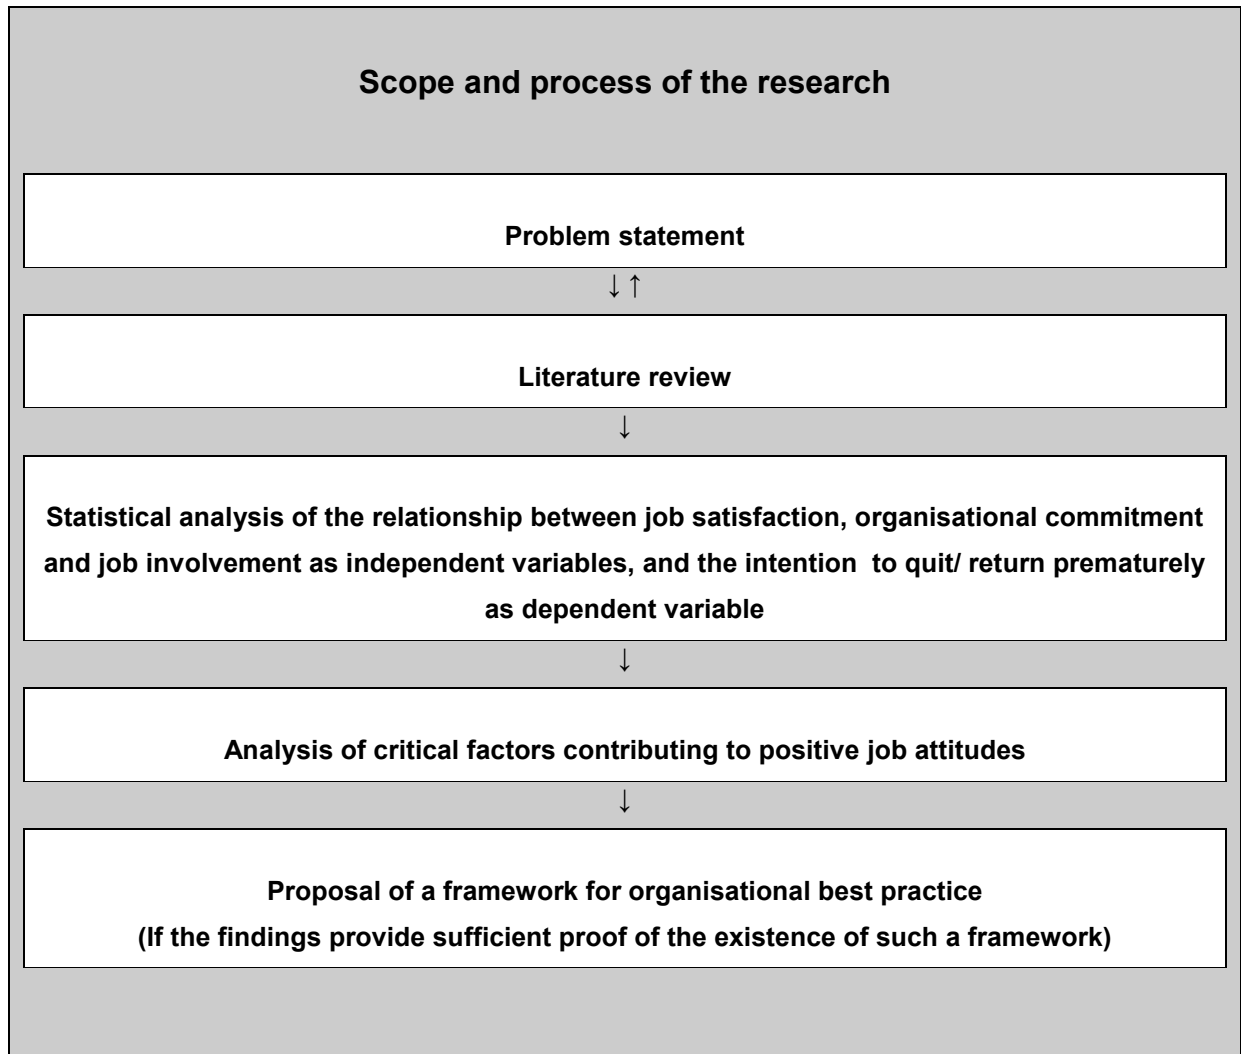 Scope and process of the research
Problem statement
↓↑
Literature review
↓
Statistical analysis of the relationship between job satisfaction, organisational commitment
and job involvement as independent variables, and the intention  to quit/ return prematurely
as dependent variable
↓
Analysis of critical factors contributing to positive job attitudes
↓
Proposal of a framework for organisational best practice
(If the findings provide sufficient proof of the existence of such a framework)